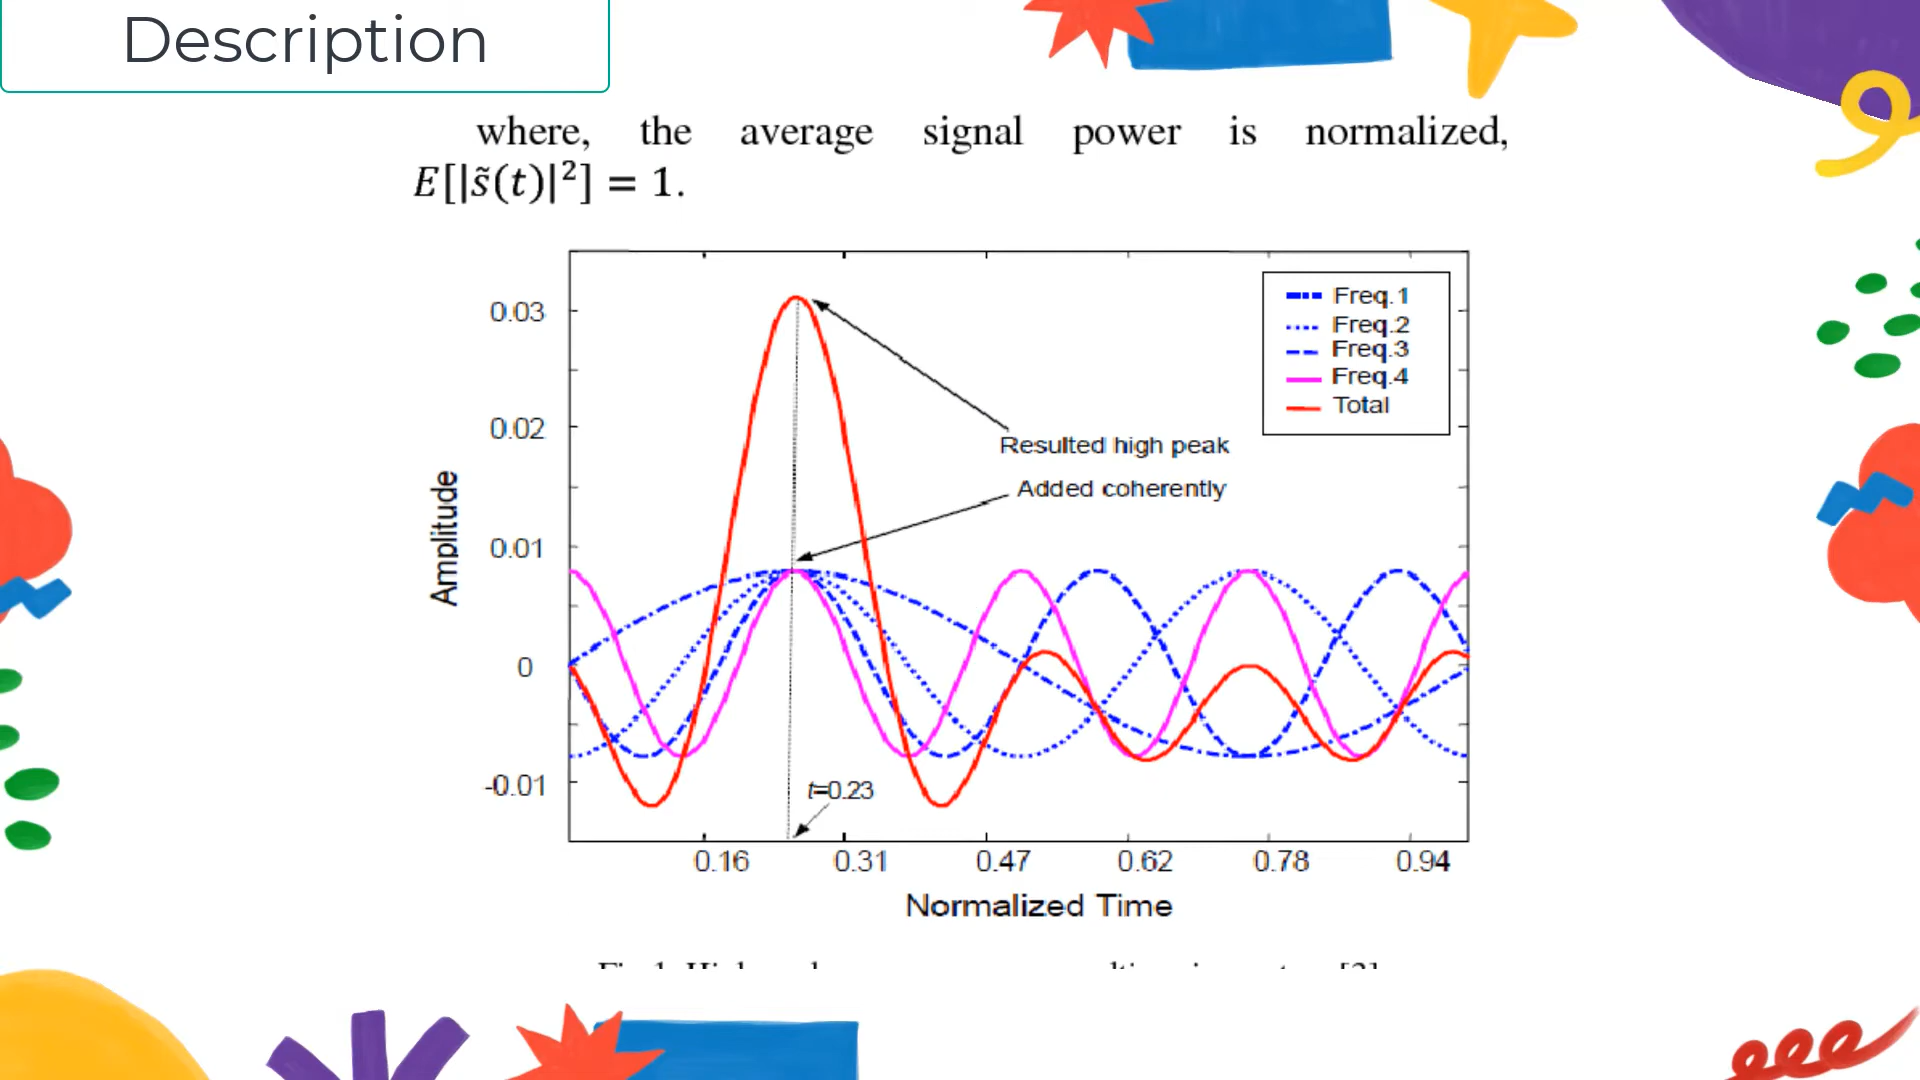 Description
where, the average signal power is normalized,
E[|s̃(t)|²] = 1.
Freq.1
Freq.2
Freq.3
Freq.4
Total
0.03
0.02
0.01
0
-0.01
Amplitude
Resulted high peak
Added coherently
t=0.23
0.16 0.31 0.47 0.62 0.78 0.94
Normalized Time